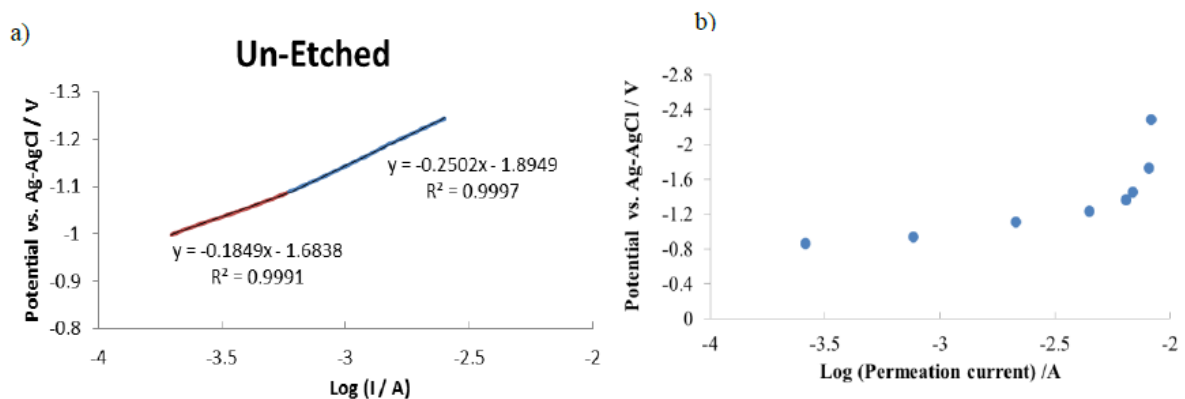 a)
Un-Etched
Potential vs. Ag-AgCl / V
-1.3
-1.2
-1.1
-1
-0.9
-0.8
y = -0.2502x - 1.8949
R² = 0.9997
y = -0.1849x - 1.6838
R² = 0.9991
-4
-3.5
-3
-2.5
-2
Log (I / A)
b)
Potential vs. Ag-AgCl / V
-2.8
-2.4
-2
-1.6
-1.2
-0.8
-0.4
0
-4
-3.5
-3
-2.5
-2
Log (Permeation current) /A